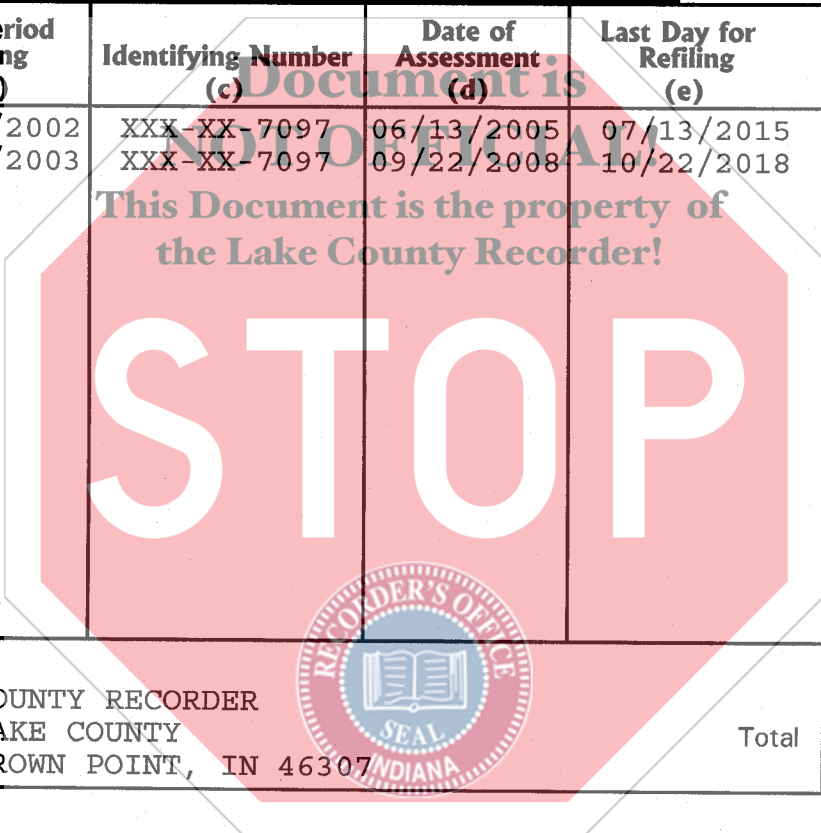 eriod
ng
)
Identifying Number
(c)
Date of
Assessment
(d)
Last Day for
Refiling
(e)
Document is
/2002 XXX-XX-7097 06/13/2005 07/13/2015
NOT OFFICIAL!
/2003 XXX-XX-7097 09/22/2008 10/22/2018
This Document is the property of
the Lake County Recorder!
STOP
RECORDER'S OFFICE
SEAL
INDIANA
OUNTY RECORDER
AKE COUNTY
ROWN POINT, IN 46307
Total